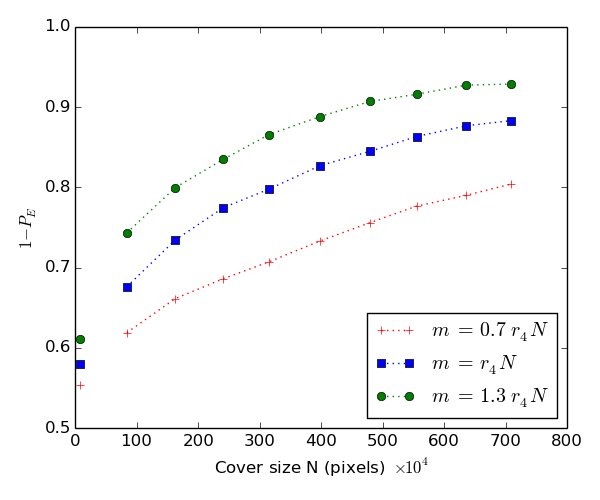 1.0
0.9
0.8
0.7
0.6
0.5
1−P_E
m = 0.7 r_4 N
m = r_4 N
m = 1.3 r_4 N
0 100 200 300 400 500 600 700 800
Cover size N (pixels) ×10^4